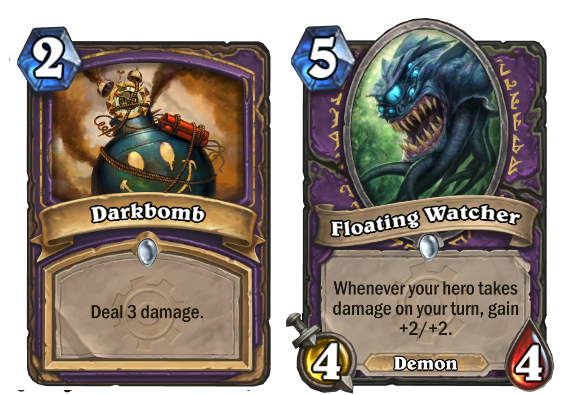 2
Darkbomb
Deal 3 damage.
5
Floating Watcher
Whenever your hero takes
damage on your turn, gain
+2/+2.
4
Demon
4